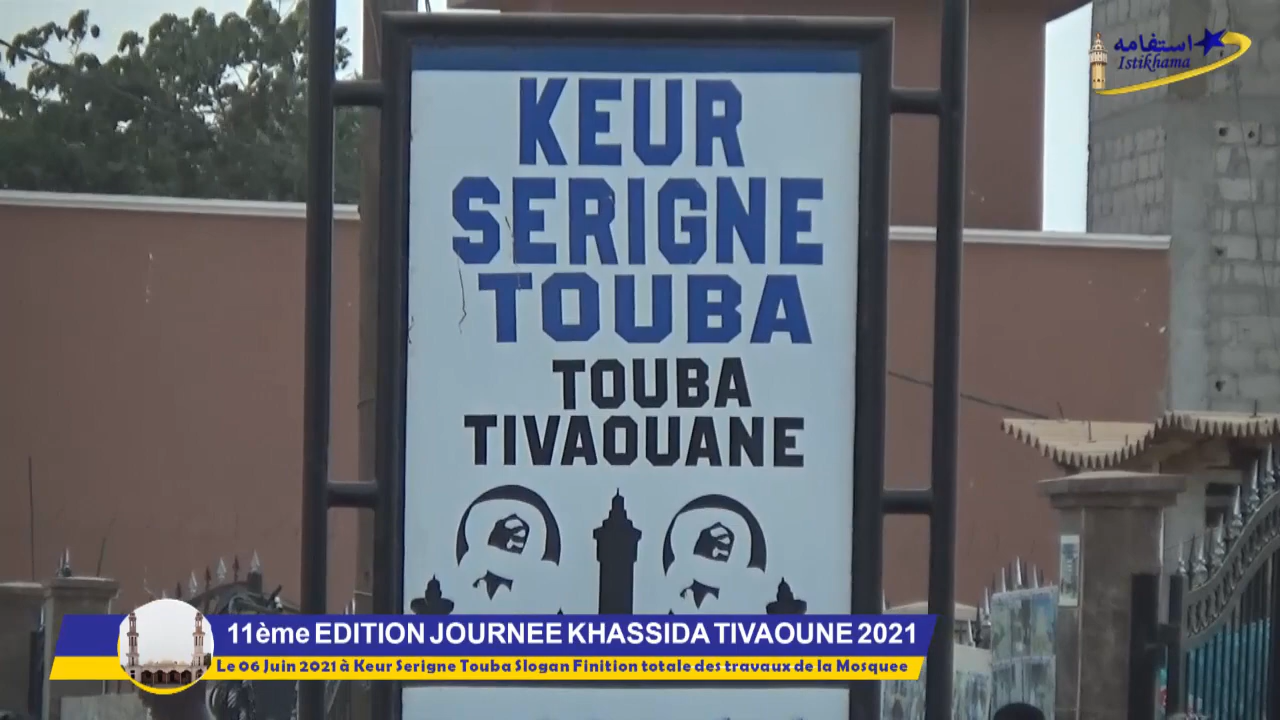 KEUR
SERIGNE
TOUBA
TOUBA
TIVAOUANE
استقامه
Istikhama
11ème EDITION JOURNEE KHASSIDA TIVAOUNE 2021
Le 06 Juin 2021 à Keur Serigne Touba Slogan Finition totale des travaux de la Mosquee